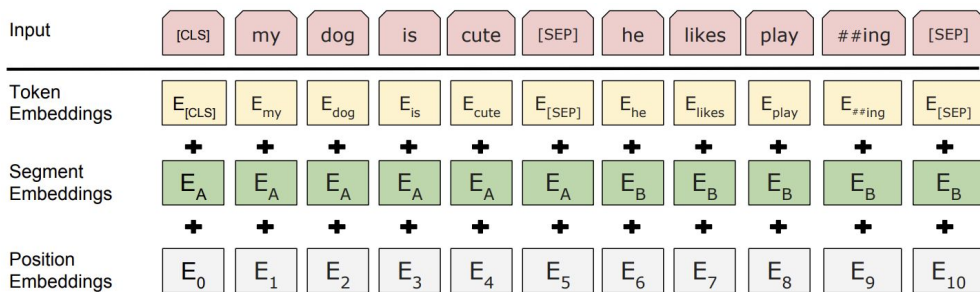 Input [CLS] my dog is cute [SEP] he likes play ##ing [SEP]
Token Embeddings E[CLS] Emy Edog Eis Ecute E[SEP] Ehe Elikes Eplay E##ing E[SEP]
+ + + + + + + + + + +
Segment Embeddings EA EA EA EA EA EA EB EB EB EB EB
+ + + + + + + + + + +
Position Embeddings E0 E1 E2 E3 E4 E5 E6 E7 E8 E9 E10